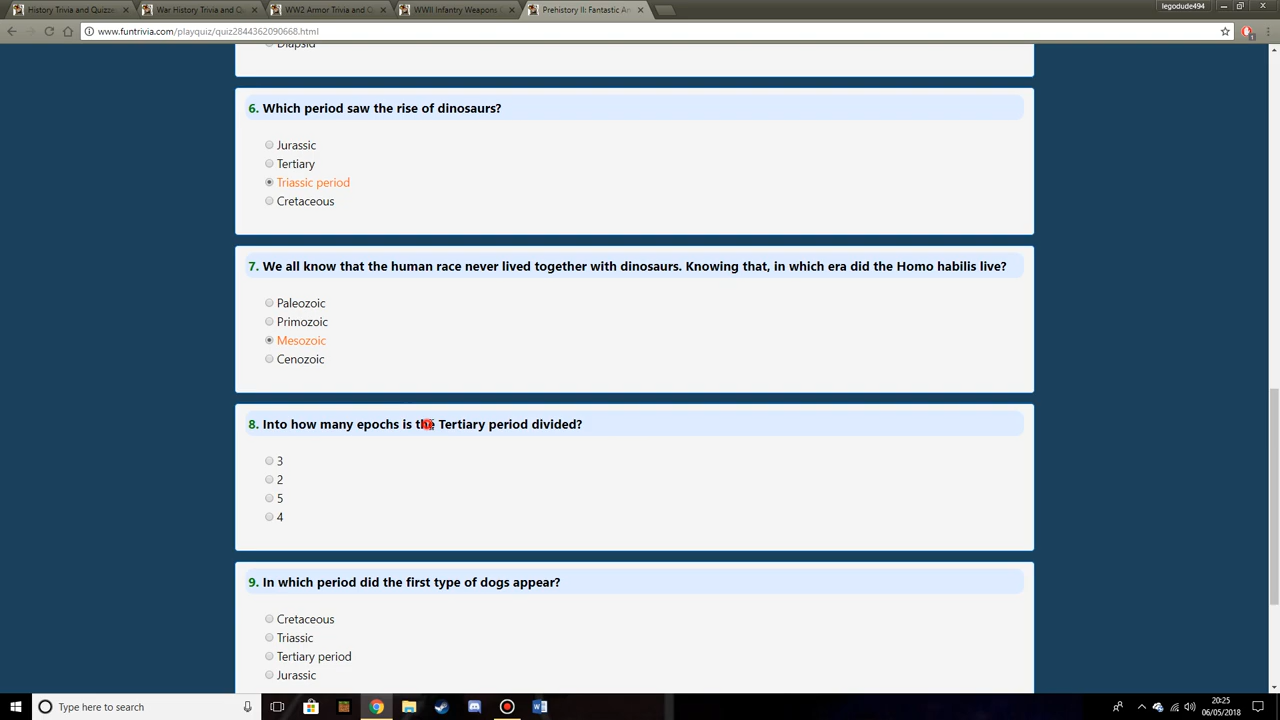 History Trivia and Quizze
War History Trivia and Q
WW2 Armor Trivia and Q
WWII Infantry Weapons
Prehistory II: Fantastic An
legodude494
www.funtrivia.com/playquiz/quiz2844362090668.html
Diapsid
6. Which period saw the rise of dinosaurs?
Jurassic
Tertiary
Triassic period
Cretaceous
7. We all know that the human race never lived together with dinosaurs. Knowing that, in which era did the Homo habilis live?
Paleozoic
Primozoic
Mesozoic
Cenozoic
8. Into how many epochs is the Tertiary period divided?
3
2
5
4
9. In which period did the first type of dogs appear?
Cretaceous
Triassic
Tertiary period
Jurassic
Type here to search
20:25
06/05/2018